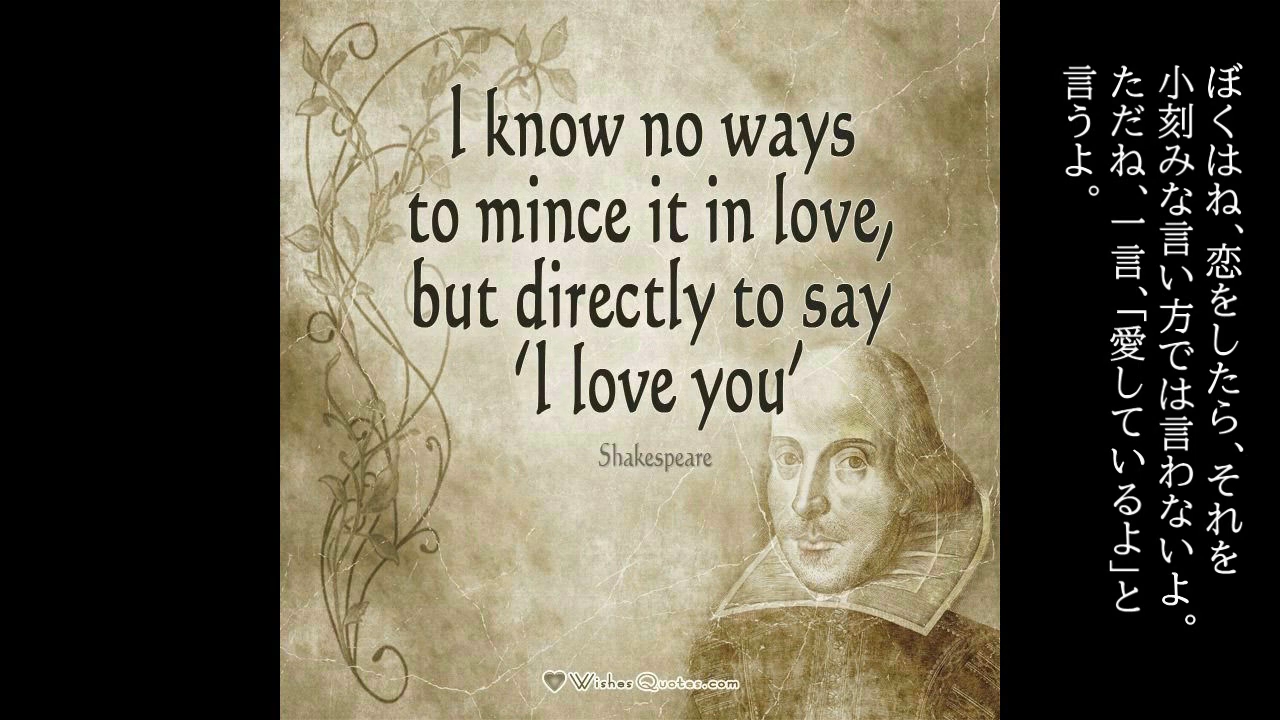 I know no ways
to mince it in love,
but directly to say
‘I love you’
Shakespeare
WishesQuotes.com
ぼくはね、恋をしたら、それを
小刻みな言い方では言わないよ。
ただね、一言、「愛しているよ」と
言うよ。